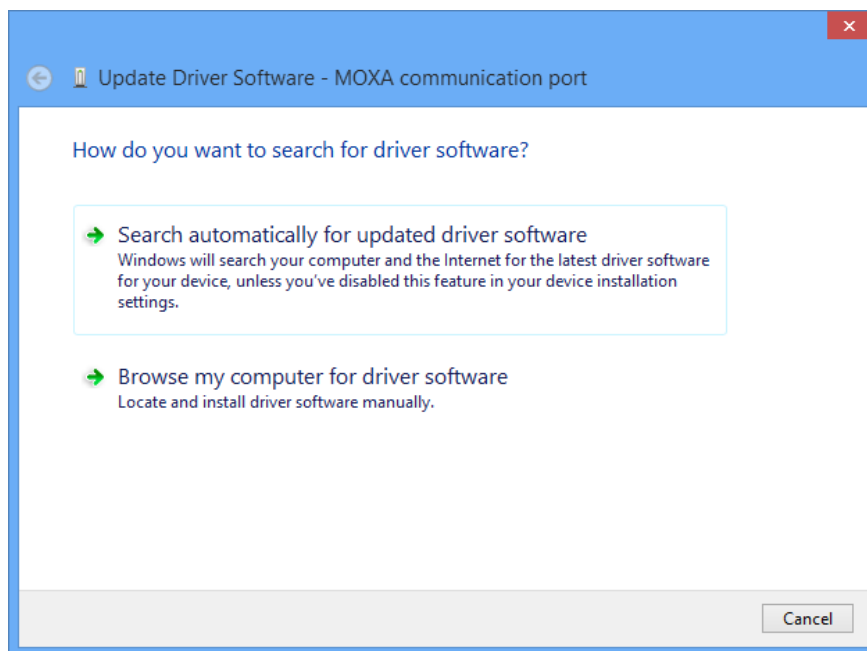 Update Driver Software - MOXA communication port
How do you want to search for driver software?
Search automatically for updated driver software
Windows will search your computer and the Internet for the latest driver software
for your device, unless you've disabled this feature in your device installation
settings.
Browse my computer for driver software
Locate and install driver software manually.
Cancel